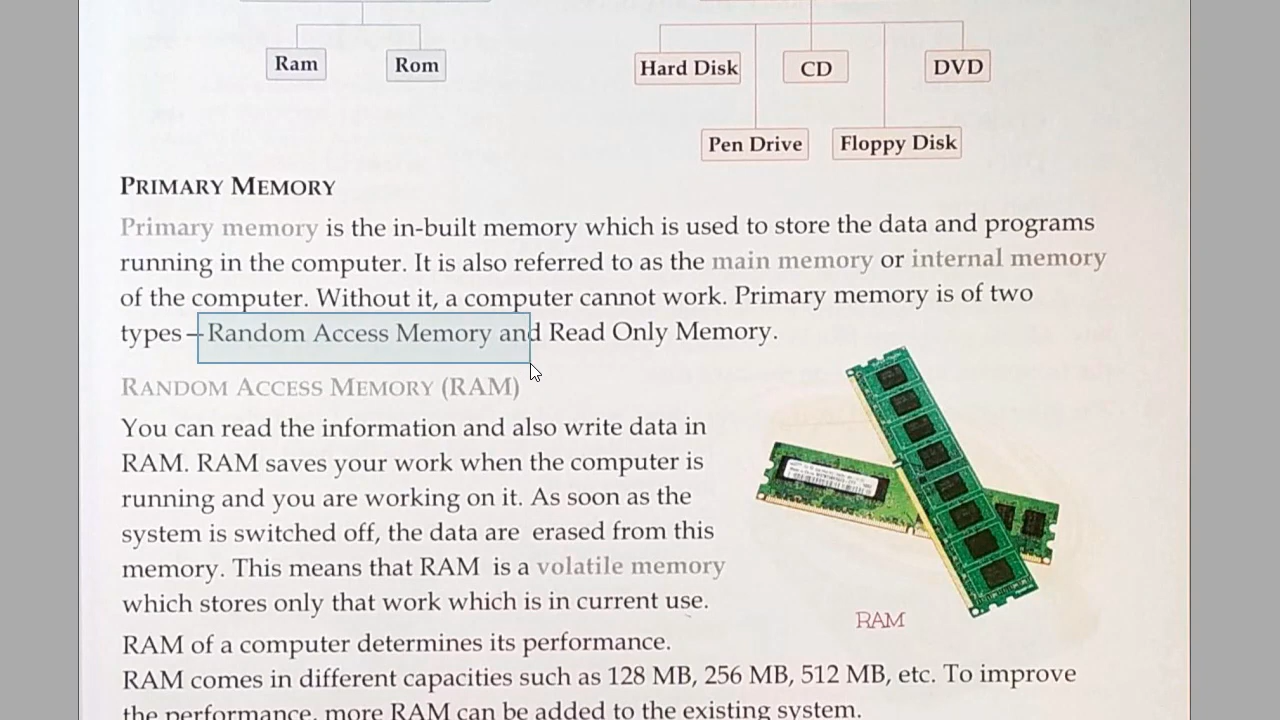 Ram
Rom
Hard Disk
CD
DVD
Pen Drive
Floppy Disk
PRIMARY MEMORY
Primary memory is the in-built memory which is used to store the data and programs
running in the computer. It is also referred to as the main memory or internal memory
of the computer. Without it, a computer cannot work. Primary memory is of two
types – Random Access Memory and Read Only Memory.
RANDOM ACCESS MEMORY (RAM)
You can read the information and also write data in
RAM. RAM saves your work when the computer is
running and you are working on it. As soon as the
system is switched off, the data are erased from this
memory. This means that RAM is a volatile memory
which stores only that work which is in current use.
RAM
RAM of a computer determines its performance.
RAM comes in different capacities such as 128 MB, 256 MB, 512 MB, etc. To improve
the performance, more RAM can be added to the existing system.